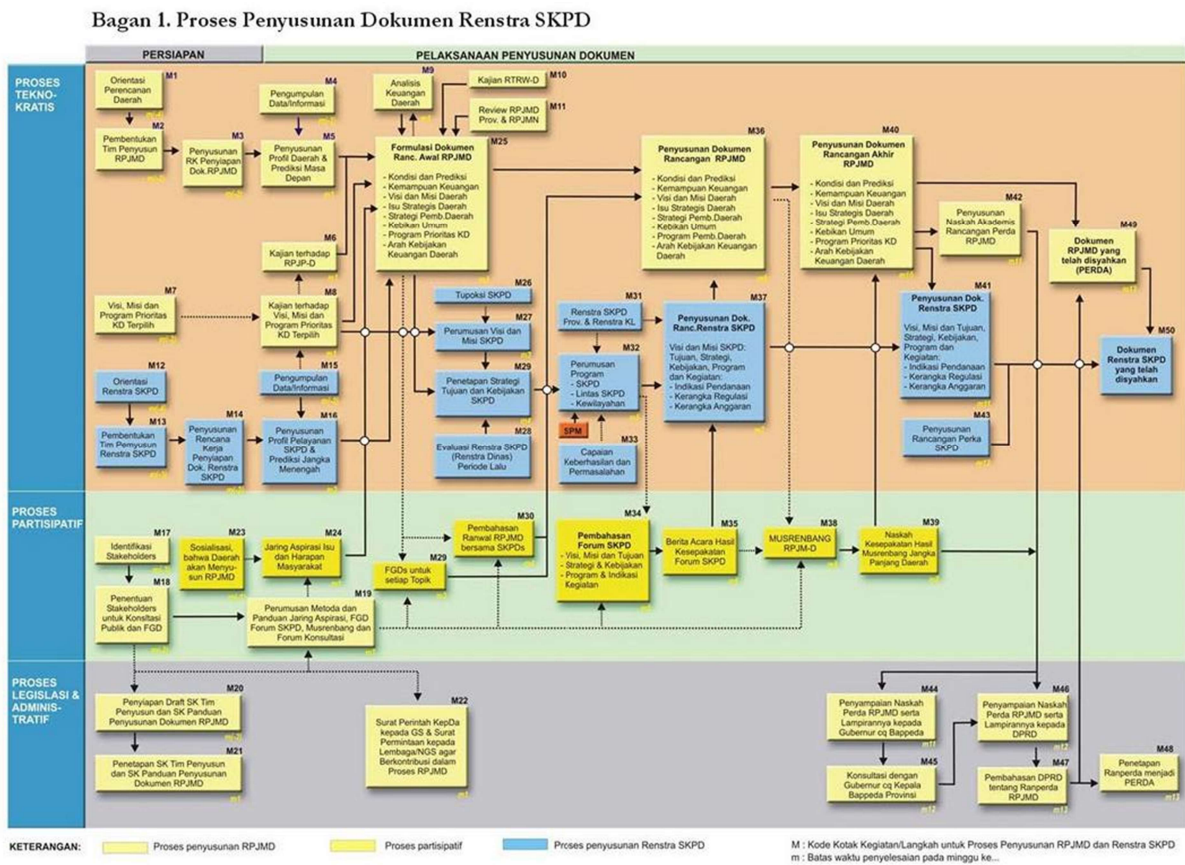 Bagan 1. Proses Penyusunan Dokumen Renstra SKPD
PERSIAPAN
PELAKSANAAN PENYUSUNAN DOKUMEN
PROSES
TEKNO-
KRATIS
M1
Orientasi
Perencanan
Daerah
M2
Pembentukan
Tim Penyusun
RPJMD
M3
Penyusunan
RK Penyiapan
Dok.RPJMD
M4
Pengumpulan
Data/Informasi
M5
Penyusunan
Profil Daerah &
Prediksi Masa
Depan
M6
Kajian terhadap
RPJP-D
M7
Visi, Misi dan
Program Prioritas
KD Terpilih
M8
Kajian terhadap
Visi, Misi dan
Program Prioritas
KD Terpilih
M9
Analisis
Keuangan
Daerah
M10
Kajian RTRW-D
M11
Review RPJMD
Prov. & RPJMN
M25
Formulasi Dokumen
Ranc. Awal RPJMD
- Kondisi dan Prediksi
- Kemampuan Keuangan
- Visi dan Misi Daerah
- Isu Strategis Daerah
- Strategi Pemb.Daerah
- Kebikan Umum
- Program Prioritas KD
- Arah Kebijakan
Keuangan Daerah
M12
Orientasi
Renstra SKPD
M13
Pembentukan
Tim Pemyusun
Renstra SKPD
M14
Penyusunan
Rencana
Kerja
Penyiapan
Dok. Renstra
SKPD
M15
Pengumpulan
Data/Informasi
M16
Penyusunan
Profil Pelayanan
SKPD & Prediksi Jangka
Menengah
M26
Tupoksi SKPD
M27
Perumusan Visi dan
Misi SKPD
M29
Penetapan Strategi
Tujuan dan Kebijakan
SKPD
M28
Evaluasi Renstra SKPD
(Renstra Dinas)
Periode Lalu
M31
Renstra SKPD
Prov. & Renstra KL
M32
Perumusan
Program
- SKPD
- Lintas SKPD
- Kewilayahan
SPM
M33
Capaian
Keberhasilan dan
Permasalahan
M36
Penyusunan Dokumen
Rancangan RPJMD
- Kondisi dan Prediksi
- Kemampuan Keuangan
- Visi dan Misi Daerah
- Isu Strategis Daerah
- Strategi Pemb.Daerah
- Kebikan Umum
- Program Pemb.Daerah
- Arah Kebijakan Keuangan
Daerah
M37
Penyusunan Dok.
Ranc.Renstra SKPD
Visi dan Misi SKPD:
Tujuan, Strategi,
Kebijakan, Program
dan Kegiatan:
- Indikasi Pendanaan
- Kerangka Regulasi
- Kerangka Anggaran
M40
Penyusunan Dokumen
Rancangan Akhir
RPJMD
- Kondisi dan Prediksi
- Kemampuan Keuangan
- Visi dan Misi Daerah
- Isu Strategis Daerah
- Strategi Pemb.Daerah
- Kebikan Umum
- Program Prioritas KD
- Arah Kebijakan
Keuangan Daerah
M42
Penyusunan
Naskah Akademis
Rancangan Perda
RPJMD
m11
M41
Penyusunan Dok.
Renstra SKPD
Visi, Misi dan Tujuan,
Strategi, Kebijakan,
Program dan
Kegiatan:
- Indikasi Pendanaan
- Kerangka Regulasi
- Kerangka Anggaran
M43
Penyusunan
Rancangan Perka
SKPD
M49
Dokumen
RPJMD yang
telah disyahkan
(PERDA)
M50
Dokumen
Renstra SKPD
yang telah
disyahkan
PROSES
PARTISIPATIF
M17
Identifikasi
Stakeholders
M18
Penentuan
Stakeholders
untuk Konsltasi
Publik dan FGD
M23
Sosialisasi,
bahwa Daerah
akan Menyu-
sun RPJMD
M24
Jaring Aspirasi Isu
dan Harapan
Masyarakat
M19
Perumusan Metoda dan
Panduan Jaring Aspirasi, FGD
Forum SKPD, Musrenbang dan
Forum Konsultasi
M29
FGDs untuk
setiap Topik
M30
Pembahasan
Ranwal RPJMD
bersama SKPDs
M34
Pembahasan
Forum SKPD
- Visi, Misi dan Tujuan
- Strategi & Kebijakan
- Program & Indikasi
Kegiatan
M35
Berita Acara Hasil
Kesepakatan
Forum SKPD
M38
MUSRENBANG
RPJM-D
M39
Naskah
Kesepakatan Hasil
Musrenbang Jangka
Panjang Daerah
PROSES
LEGISLASI &
ADMINIS-
TRATIF
M20
Penyiapan Draft SK Tim
Penyusun dan SK Panduan
Penyusunan Dokumen RPJMD
M21
Penetapan SK Tim Penyusun
dan SK Panduan Penyusunan
Dokumen RPJMD
M22
Surat Perintah KepDa
kepada GS & Surat
Permintaan kepada
Lembaga/NGS agar
Berkontribusi dalam
Proses RPJMD
M44
Penyampaian Naskah
Perda RPJMD serta
Lampirannya kepada
Gubernur cq Bappeda
m11
M45
Konsultasi dengan
Gubernur cq Kepala
Bappeda Provinsi
m12
M46
Penyampaian Naskah
Perda RPJMD serta
Lampirannya kepada
DPRD
m12
M47
Pembahasan DPRD
tentang Ranperda
RPJMD
m13
M48
Penetapan
Ranperda menjadi
PERDA
m13
KETERANGAN:
Proses penyusunan RPJMD
Proses partisipatif
Proses penyusunan Renstra SKPD
M : Kode Kotak Kegiatan/Langkah untuk Proses Penyusunan RPJMD dan Renstra SKPD
m : Batas waktu penyelesaian pada minggu ke...